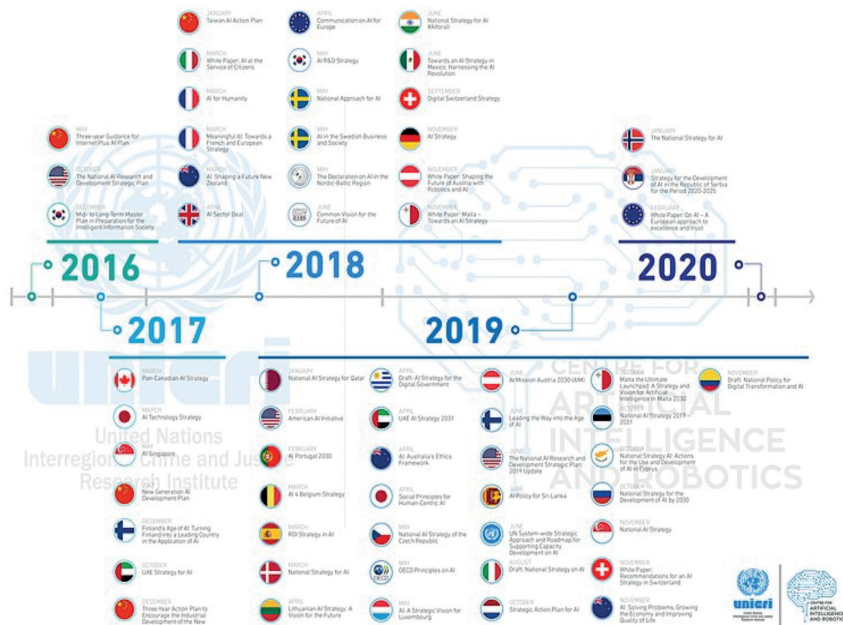 JANUARY
Taiwan AI Action Plan
MARCH
White Paper: AI at the
Service of Citizens
MARCH
AI for Humanity
MARCH
Meaningful AI: Towards a
French and European
Strategy
MAY
AI: Shaping a Future New
Zealand
APRIL
AI Sector Deal
APRIL
Communication on AI for
Europe
MAY
AI R&D Strategy
MAY
National Approach for AI
MAY
AI in the Swedish Business
and Society
MAY
The Declaration on AI in the
Nordic-Baltic Region
JUNE
Common Vision for the
Future of AI
JUNE
National Strategy for AI
#AIforall
JUNE
Towards an AI Strategy in
Mexico: Harnessing the AI
Revolution
SEPTEMBER
Digital Switzerland Strategy
NOVEMBER
AI Strategy
NOVEMBER
White Paper: Shaping the
Future of Austria with
Robotics and AI
NOVEMBER
White Paper: Malta –
Towards an AI Strategy
MAY
Three-year Guidance for
Internet Plus AI Plan
OCTOBER
The National AI Research and
Development Strategic Plan
DECEMBER
Mid- to Long-Term Master
Plan in Preparation for the
Intelligent Information Society
JANUARY
The National Strategy for AI
JANUARY
Strategy for the Development
of AI in the Republic of Serbia
for the Period 2020-2025
FEBRUARY
White Paper: On AI – A
European approach to
excellence and trust
2016
2018
2020
2017
2019
MARCH
Pan-Canadian AI Strategy
MARCH
AI Technology Strategy
MAY
AI Singapore
New Generation AI
Development Plan
DECEMBER
Finland's Age of AI: Turning
Finland into a Leading Country
in the Application of AI
OCTOBER
UAE Strategy for AI
DECEMBER
Three-Year Action Plan to
Encourage the Industrial
Development of the New
JANUARY
National AI Strategy for Qatar
FEBRUARY
American AI Initiative
FEBRUARY
AI Portugal 2030
MARCH
AI 4 Belgium Strategy
MARCH
RDI Strategy in AI
MARCH
National Strategy for AI
APRIL
Lithuanian AI Strategy: A
Vision for the Future
APRIL
Draft: AI Strategy for the
Digital Government
APRIL
UAE AI Strategy 2031
APRIL
AI: Australia's Ethics
Framework
APRIL
Social Principles for
Human-Centric AI
MAY
National AI Strategy of the
Czech Republic
MAY
OECD Principles on AI
MAY
AI: A Strategic Vision for
Luxembourg
JUNE
AI Mission Austria 2030 (AIM)
JUNE
Leading the Way into the Age
of AI
JUNE
The National AI Research and
Development Strategic Plan:
2019 Update
JUNE
AI Policy for Sri Lanka
JUNE
UN System-wide Strategic
Approach and Roadmap for
Supporting Capacity
Development on AI
AUGUST
Draft: National Strategy on AI
OCTOBER
Strategic Action Plan for AI
OCTOBER
Malta the Ultimate
Launchpad: A Strategy and
Vision for Artificial
Intelligence in Malta 2030
OCTOBER
National AI Strategy 2019 -
2021
OCTOBER
National Strategy AI: Actions
for the Use and Development
of AI in Cyprus
OCTOBER
National Strategy for the
Development of AI by 2030
NOVEMBER
National AI Strategy
NOVEMBER
White Paper:
Recommendations for an AI
Strategy in Switzerland
NOVEMBER
AI: Solving Problems, Growing
the Economy and Improving
Quality of Life
NOVEMBER
Draft: National Policy for
Digital Transformation and AI
unicri
United Nations
Interregional Crime and Justice
Research Institute
CENTRE FOR
ARTIFICIAL
INTELLIGENCE
AND ROBOTICS
unicri
CENTRE FOR
ARTIFICIAL
INTELLIGENCE
AND ROBOTICS